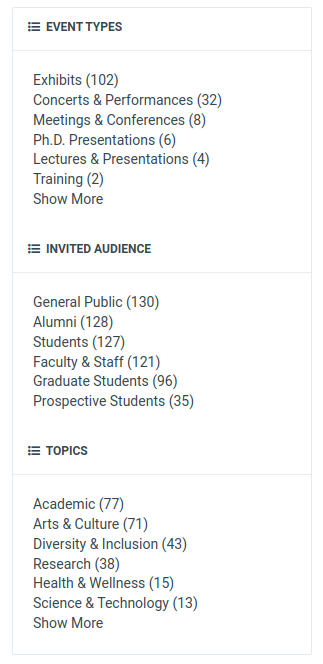 EVENT TYPES
Exhibits (102)
Concerts & Performances (32)
Meetings & Conferences (8)
Ph.D. Presentations (6)
Lectures & Presentations (4)
Training (2)
Show More
INVITED AUDIENCE
General Public (130)
Alumni (128)
Students (127)
Faculty & Staff (121)
Graduate Students (96)
Prospective Students (35)
TOPICS
Academic (77)
Arts & Culture (71)
Diversity & Inclusion (43)
Research (38)
Health & Wellness (15)
Science & Technology (13)
Show More